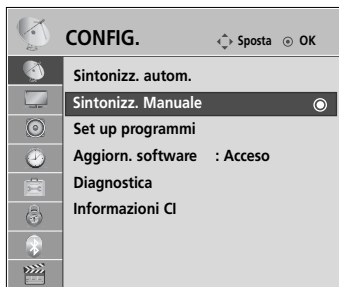 CONFIG. Sposta OK
Sintonizz. autom.
Sintonizz. Manuale
Set up programmi
Aggiorn. software : Acceso
Diagnostica
Informazioni CI